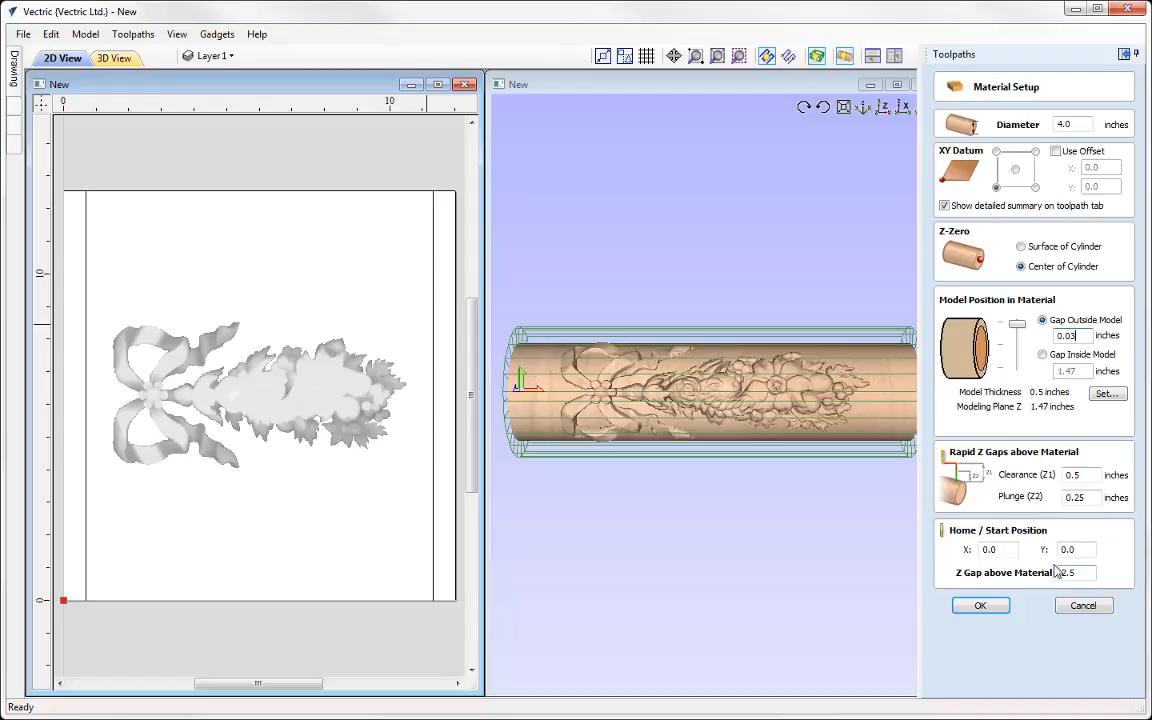 Vectric {Vectric Ltd.} - New
File Edit Model Toolpaths View Gadgets Help
2D View 3D View Layer 1
Drawing
New
0 10
10
0
New
Z X
Toolpaths
Material Setup
Diameter 4.0 inches
XY Datum Use Offset
X: 0.0
Y: 0.0
Show detailed summary on toolpath tab
Z-Zero
Surface of Cylinder
Center of Cylinder
Model Position in Material
Gap Outside Model
0.03 inches
Gap Inside Model
1.47 inches
Model Thickness 0.5 inches
Modeling Plane Z 1.47 inches
Set...
Rapid Z Gaps above Material
Z1 Z2
Clearance (Z1) 0.5 inches
Plunge (Z2) 0.25 inches
Home / Start Position
X: 0.0 Y: 0.0
Z Gap above Material 2.5
OK Cancel
Ready